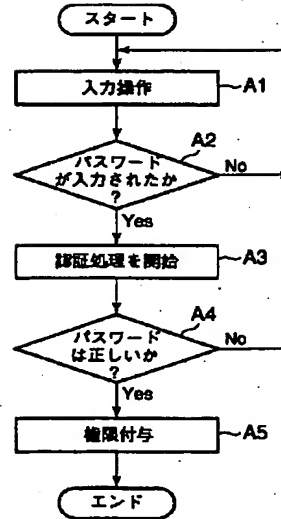 スタート
入力操作
A1
A2
パスワード
が入力されたか
?
No
Yes
認証処理を開始
A3
A4
パスワード
は正しいか
?
No
Yes
権限付与
A5
エンド